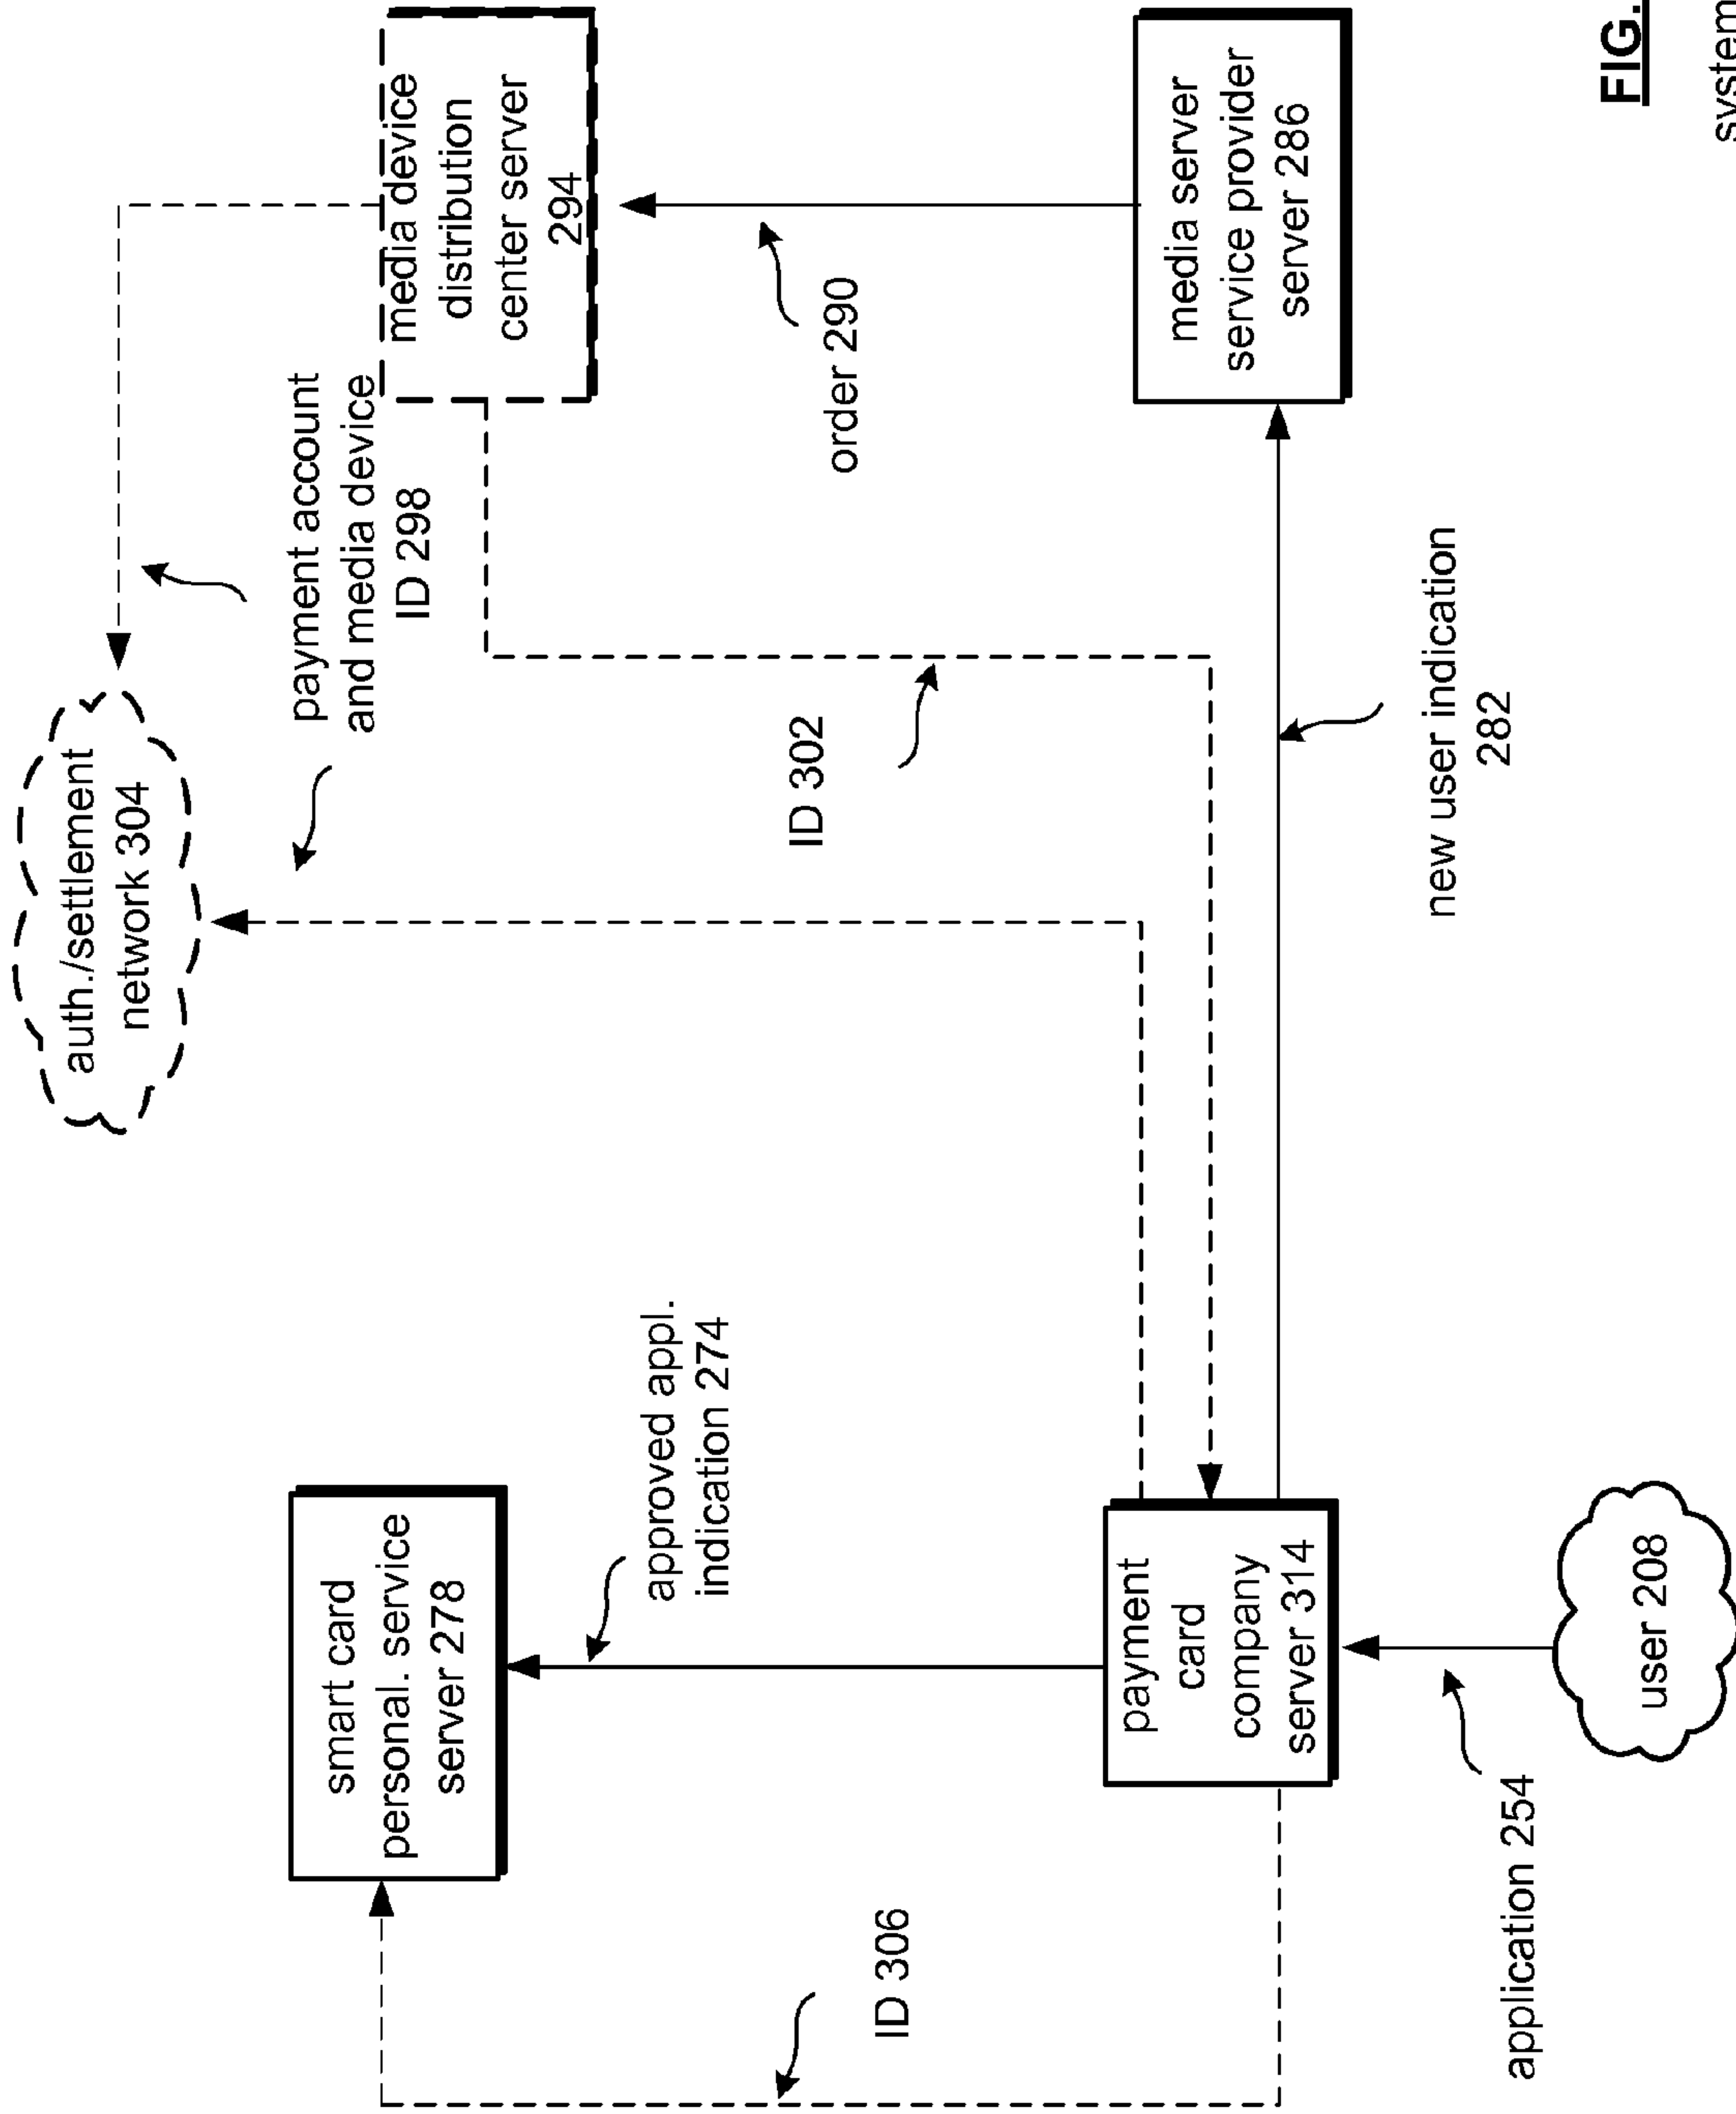 auth./settlement
network 304
media device
distribution
center server
294
payment account
and media device
ID 298
order 290
ID 302
media server
service provider
server 286
new user indication
282
smart card
personal. service
server 278
approved appl.
indication 274
ID 306
payment
card
company
server 314
application 254
user 208
FIG.
system